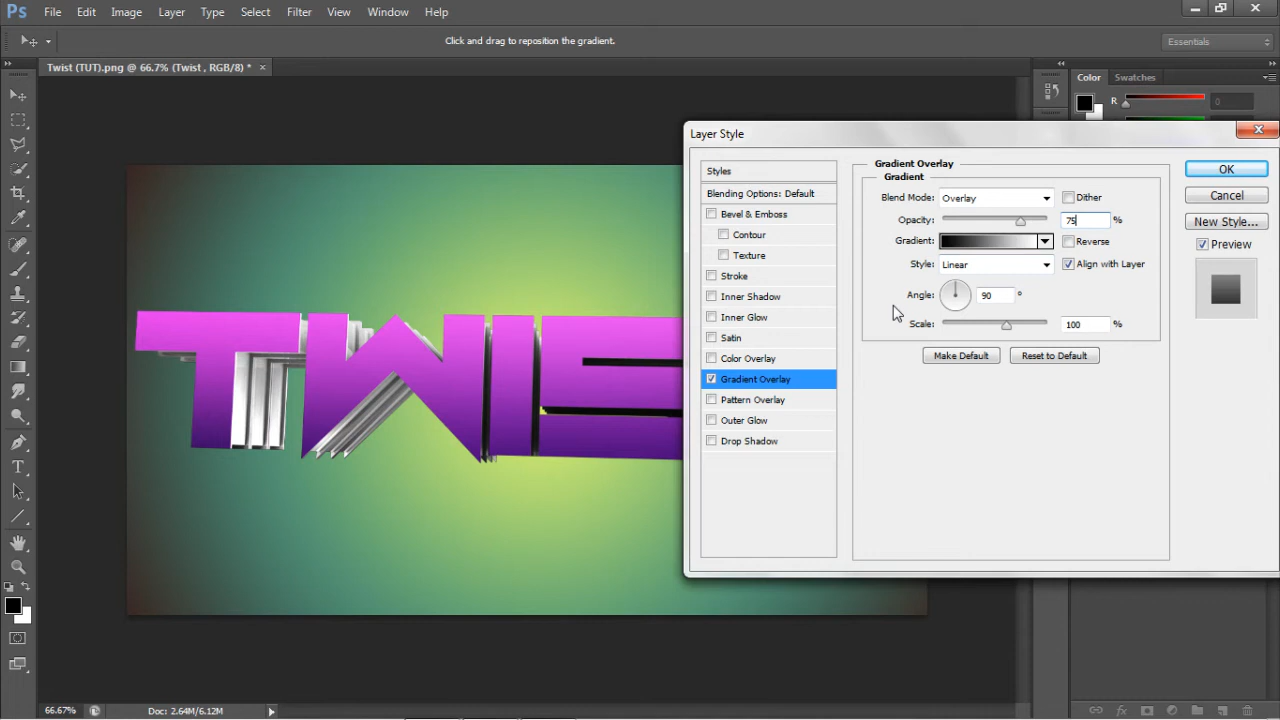 Ps File Edit Image Layer Type Select Filter View Window Help
Click and drag to reposition the gradient.
Essentials
Twist (TUT).png @ 66.7% (Twist , RGB/8) *
Color Swatches
R 0
Layer Style
Styles
Blending Options: Default
Bevel & Emboss
Contour
Texture
Stroke
Inner Shadow
Inner Glow
Satin
Color Overlay
Gradient Overlay
Pattern Overlay
Outer Glow
Drop Shadow
Gradient Overlay
Gradient
Blend Mode: Overlay Dither
Opacity: 75 %
Gradient: Reverse
Style: Linear Align with Layer
Angle: 90 °
Scale: 100 %
Make Default Reset to Default
OK
Cancel
New Style...
Preview
TWIS
T
66.67% Doc: 2.64M/6.12M
fx